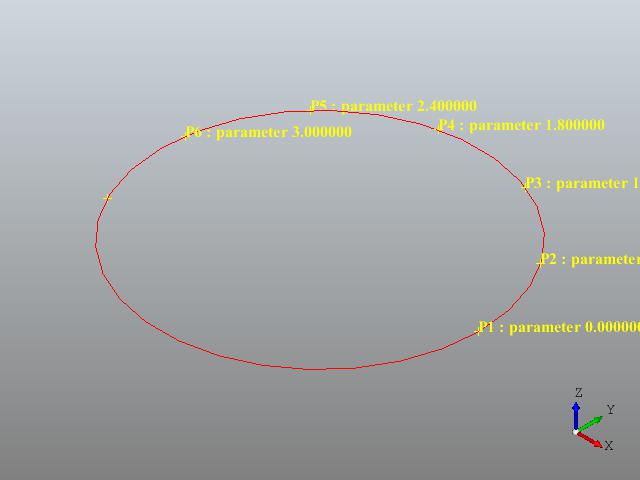 P5 : parameter 2.400000
P4 : parameter 1.800000
P6 : parameter 3.000000
P3 : parameter 1
P2 : parameter
P1 : parameter 0.000000
Z
Y
X